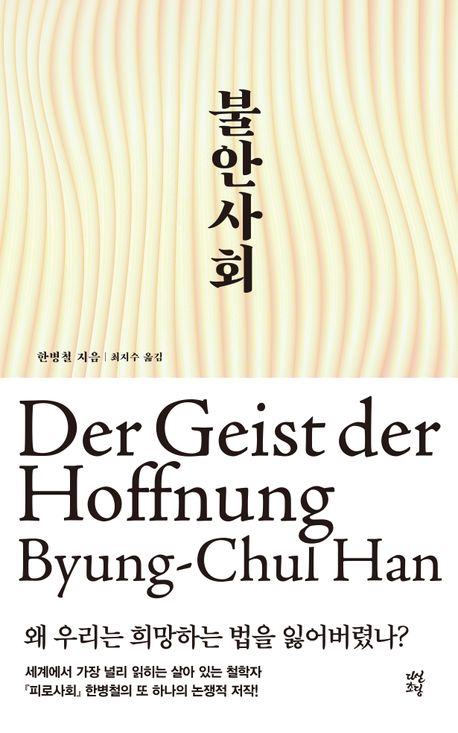 불안사회
한병철 지음 | 최지수 옮김
Der Geist der
Hoffnung
Byung-Chul Han
왜 우리는 희망하는 법을 잃어버렸나?
세계에서 가장 널리 읽히는 살아 있는 철학자
『피로사회』 한병철의 또 하나의 논쟁적 저작!
다산
초당